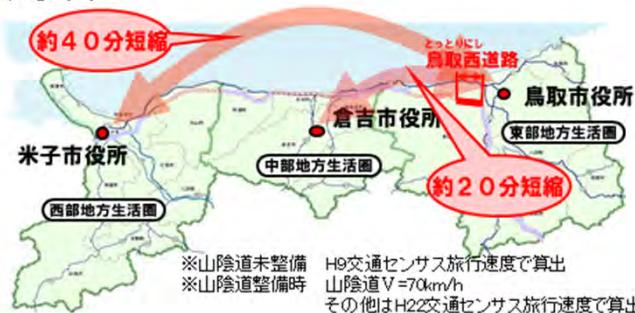 約40分短縮
とっとりにし
鳥取西道路
鳥取市役所
倉吉市役所
米子市役所
東部地方生活圏
中部地方生活圏
約20分短縮
西部地方生活圏
※山陰道未整備 H9交通センサス旅行速度で算出
※山陰道整備時 山陰道V=70km/h
その他はH22交通センサス旅行速度で算出